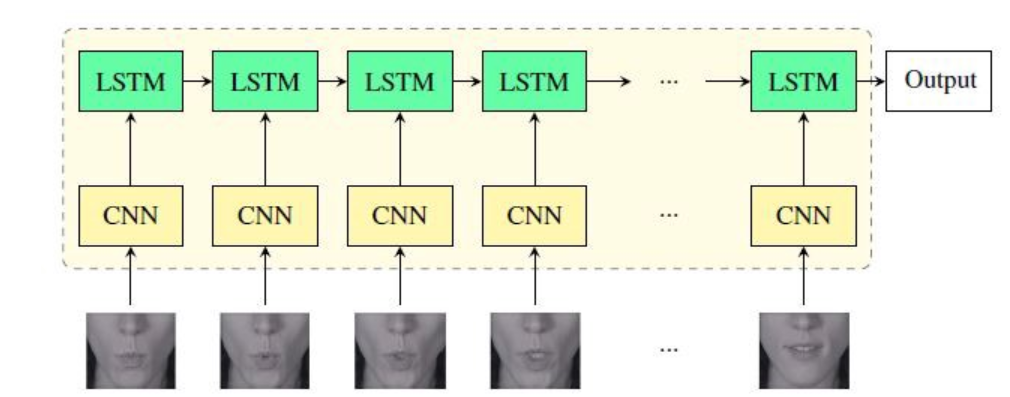 LSTM LSTM LSTM LSTM ... LSTM Output
CNN CNN CNN CNN ... CNN
...